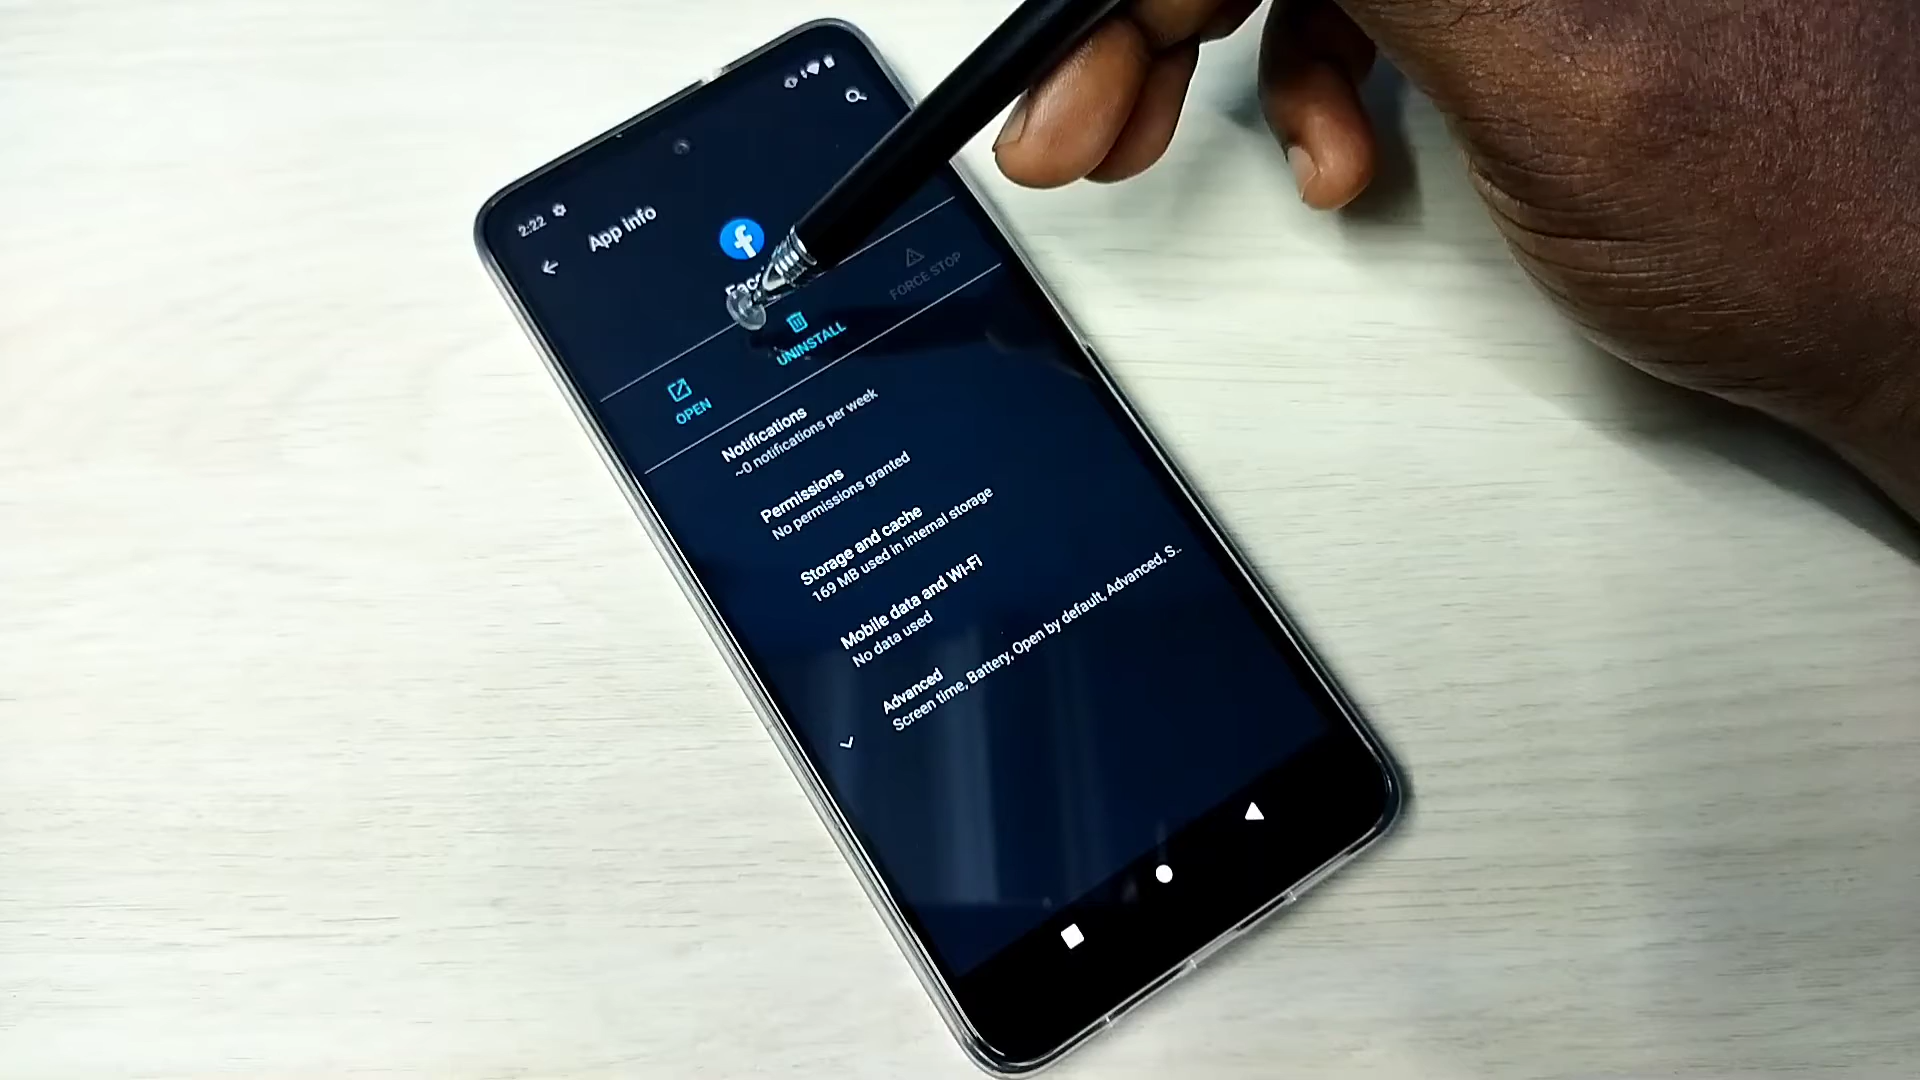 2:22
App info
OPEN
UNINSTALL
FORCE STOP
Notifications
~0 notifications per week
Permissions
No permissions granted
Storage and cache
169 MB used in internal storage
Mobile data and Wi-Fi
No data used
Advanced
Screen time, Battery, Open by default, Advanced, S..